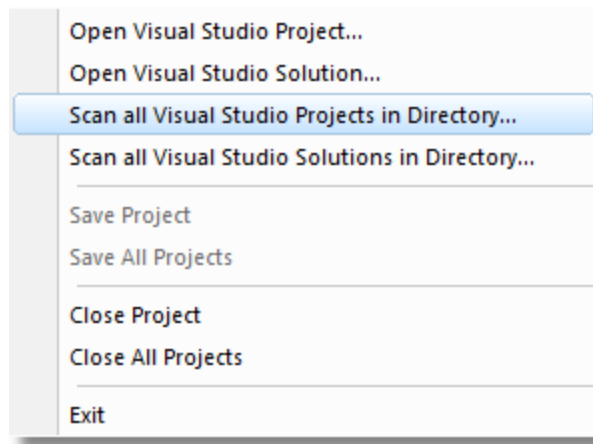 Open Visual Studio Project...
Open Visual Studio Solution...
Scan all Visual Studio Projects in Directory...
Scan all Visual Studio Solutions in Directory...
Save Project
Save All Projects
Close Project
Close All Projects
Exit